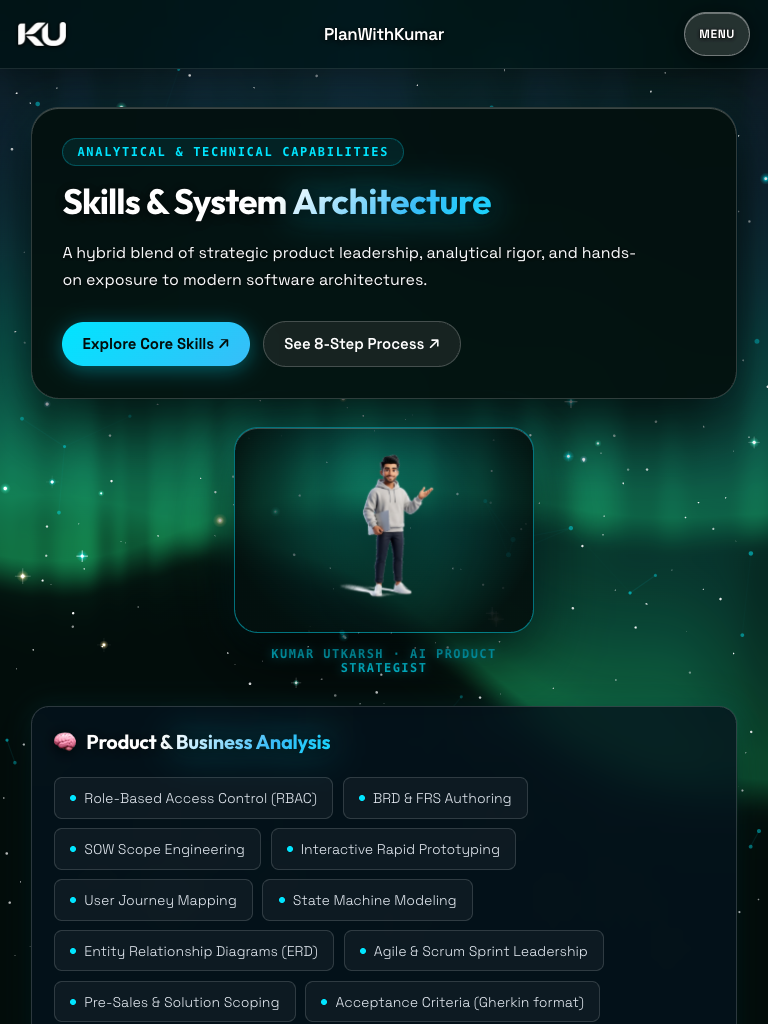 KU
PlanWithKumar
MENU
ANALYTICAL & TECHNICAL CAPABILITIES
Skills & System Architecture
A hybrid blend of strategic product leadership, analytical rigor, and hands-
on exposure to modern software architectures.
Explore Core Skills ↗
See 8-Step Process ↗
KUMAR UTKARSH · AI PRODUCT
STRATEGIST
🧠 Product & Business Analysis
Role-Based Access Control (RBAC)
BRD & FRS Authoring
SOW Scope Engineering
Interactive Rapid Prototyping
User Journey Mapping
State Machine Modeling
Entity Relationship Diagrams (ERD)
Agile & Scrum Sprint Leadership
Pre-Sales & Solution Scoping
Acceptance Criteria (Gherkin format)